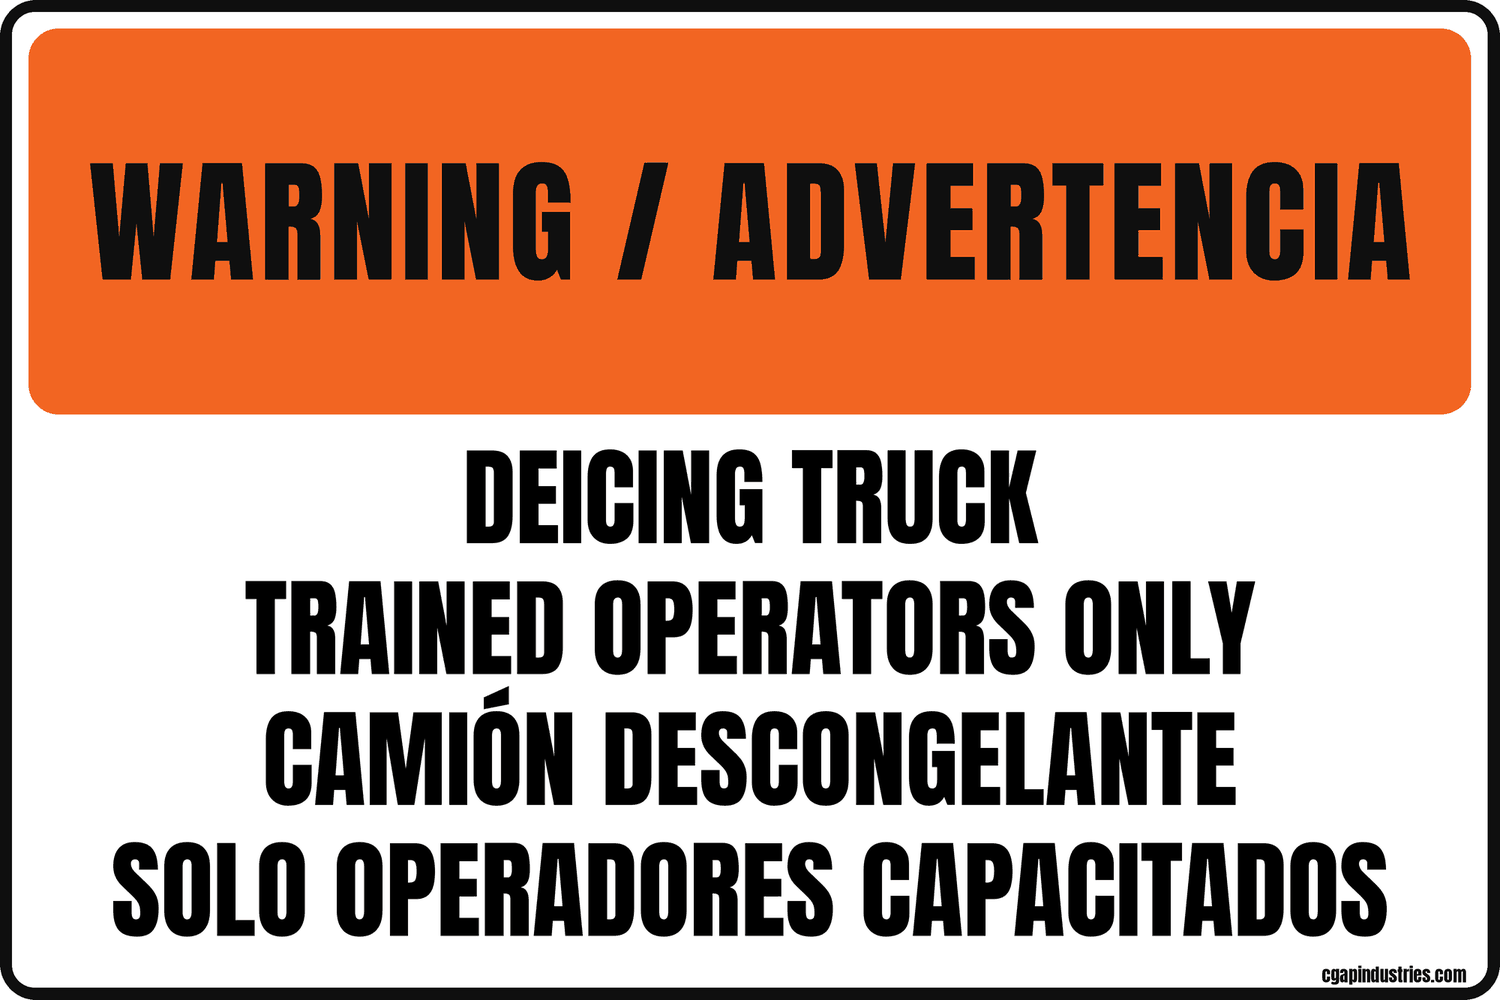 WARNING / ADVERTENCIA
DEICING TRUCK
TRAINED OPERATORS ONLY
CAMIÓN DESCONGELANTE
SOLO OPERADORES CAPACITADOS
cgapindustries.com